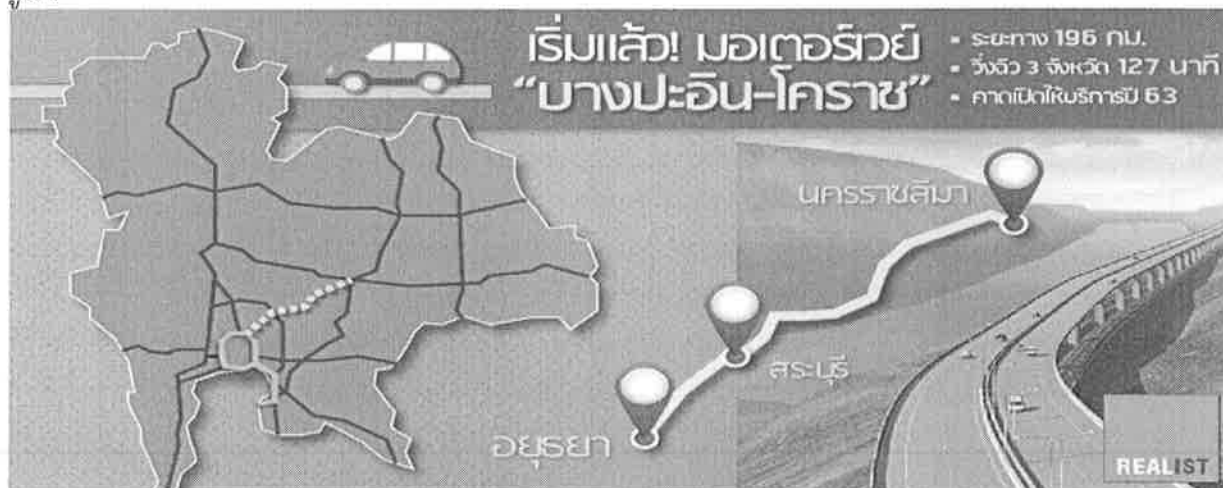 เริ่มแล้ว! มอเตอร์เวย์
“บางปะอิน-โคราช”
▪ ระยะทาง 196 กม.
▪ วิ่งฉิว 3 จังหวัด 127 นาที
▪ คาดเปิดให้บริการปี 63
นครราชสีมา
สระบุรี
อยุธยา
REALIST